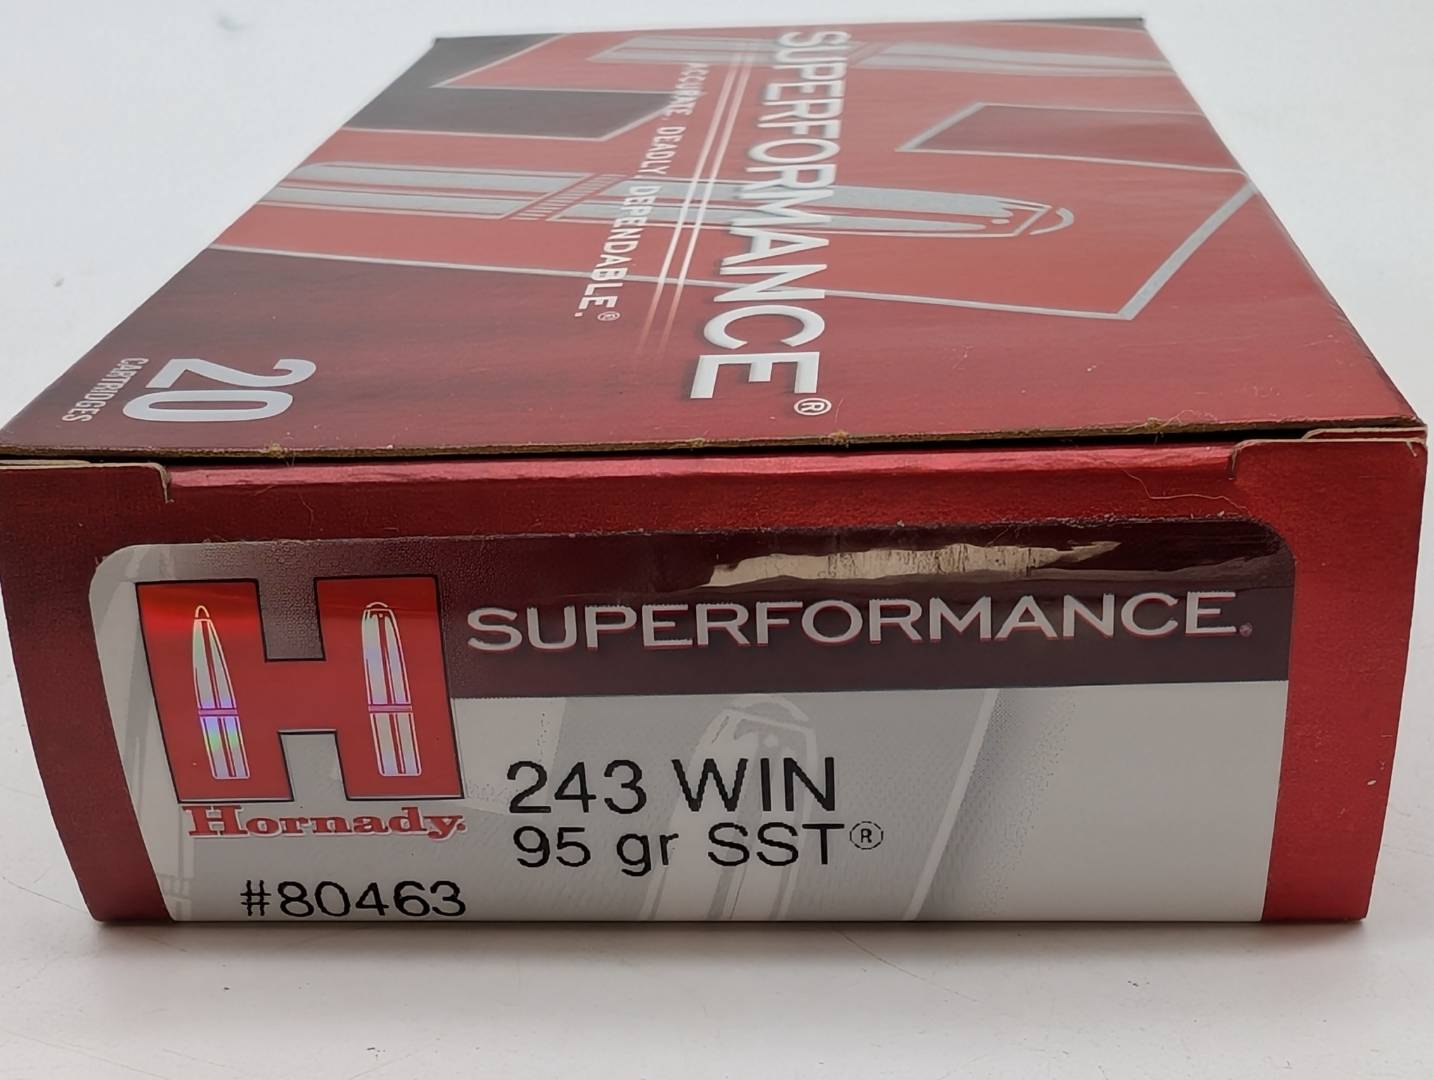 SUPERFORMANCE®
ACCURATE. DEADLY. DEPENDABLE.®
20
CARTRIDGES
H
SUPERFORMANCE
Hornady
243 WIN
95 gr SST®
#80463